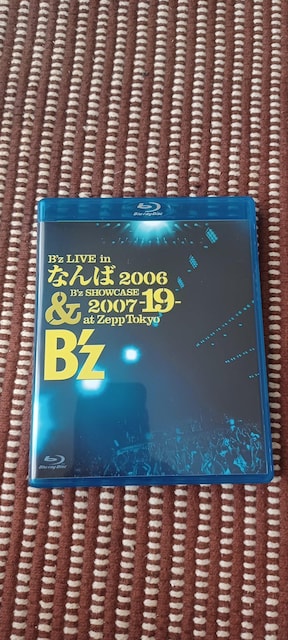 Blu-ray Disc
B'z LIVE in
なんば 2006
& B'z SHOWCASE
2007 -19-
at Zepp Tokyo
B'z
Blu-ray Disc